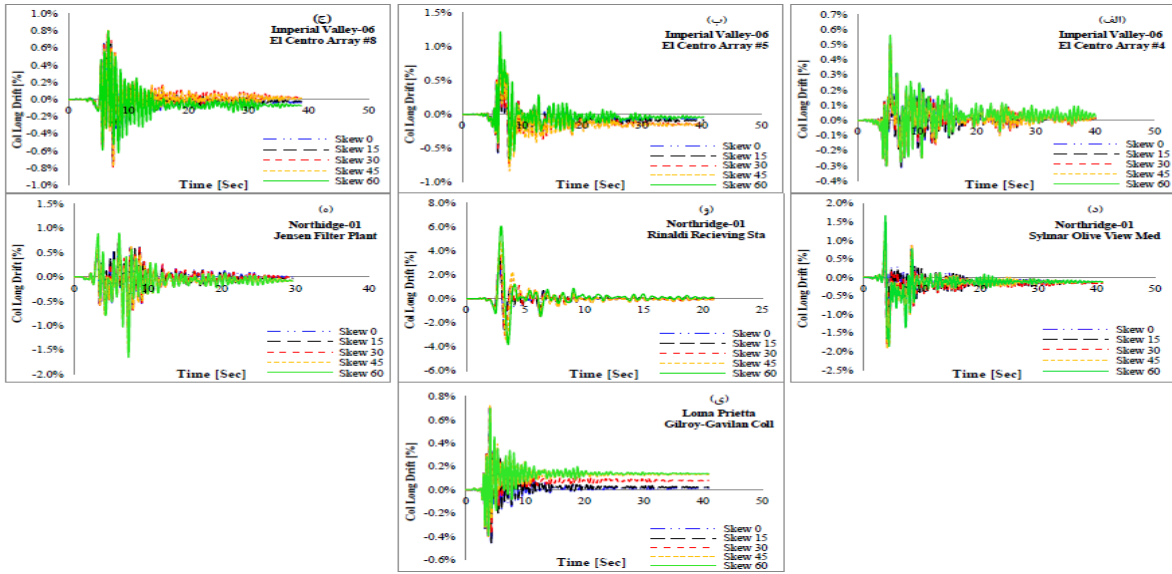 (ج)
Imperial Valley-06
El Centro Array #8
Col Long Drift [%]
1.0%
0.8%
0.6%
0.4%
0.2%
0.0%
-0.2%
-0.4%
-0.6%
-0.8%
-1.0%
0 10 20 30 40 50
Skew 0
Skew 15
Skew 30
Skew 45
Skew 60
Time [Sec]
(ب)
Imperial Valley-06
El Centro Array #5
Col Long Drift [%]
1.5%
1.0%
0.5%
0.0%
-0.5%
-1.0%
0 10 20 30 40 50
Skew 0
Skew 15
Skew 30
Skew 45
Skew 60
Time [Sec]
(الف)
Imperial Valley-06
El Centro Array #4
Col Long Drift [%]
0.7%
0.4%
0.3%
0.1%
0.0%
-0.1%
-0.3%
-0.4%
0 10 20 30 40 50
Skew 0
Skew 15
Skew 30
Skew 45
Skew 60
Time [Sec]
(ه)
Northidge-01
Jensen Filter Plant
Col Long Drift [%]
1.5%
1.0%
0.5%
0.0%
-0.5%
-1.0%
-1.5%
-2.0%
0 10 20 30 40
Skew 0
Skew 15
Skew 30
Skew 45
Skew 60
Time [Sec]
(و)
Northridge-01
Rinaldi Recieving Sta
Col Long Drift [%]
8.0%
6.0%
4.0%
2.0%
0.0%
-2.0%
-4.0%
-6.0%
0 5 10 15 20 25
Skew 0
Skew 15
Skew 30
Skew 45
Skew 60
Time [Sec]
(د)
Northridge-01
Sylmar Olive View Med
Col Long Drift [%]
2.0%
1.5%
1.0%
0.5%
0.0%
-0.5%
-1.0%
-1.5%
-2.0%
-2.5%
0 10 20 30 40 50
Skew 0
Skew 15
Skew 30
Skew 45
Skew 60
Time [Sec]
(ی)
Loma Prietta
Gilroy-Gavilan Coll
Col Long Drift [%]
0.8%
0.6%
0.4%
0.2%
0.0%
-0.2%
-0.4%
-0.6%
0 10 20 30 40 50
Skew 0
Skew 15
Skew 30
Skew 45
Skew 60
Time [Sec]